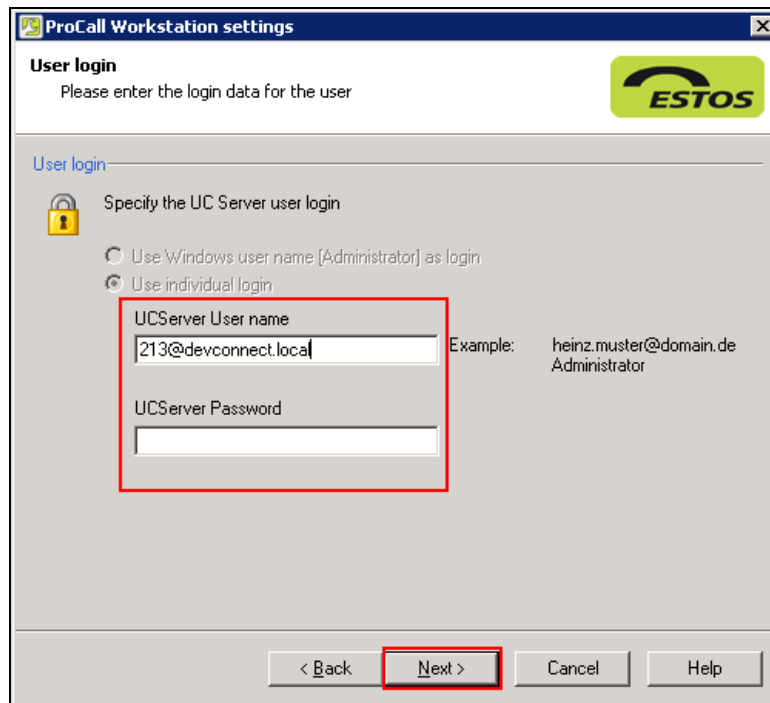 ProCall Workstation settings
User login
Please enter the login data for the user
ESTOS
User login
Specify the UC Server user login
Use Windows user name [Administrator] as login
Use individual login
UCServer User name
213@devconnect.local
Example: heinz.muster@domain.de
Administrator
UCServer Password
< Back Next > Cancel Help